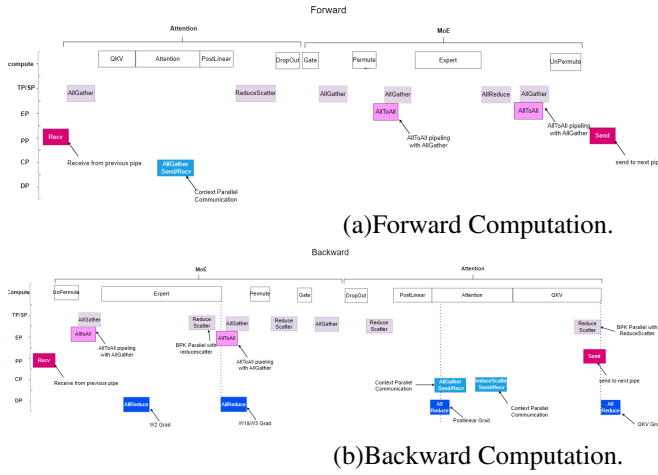 Forward
Attention
MoE
compute
QKV
Attention
PostLinear
DropOut
Gate
Permute
Expert
UnPermute
TP/SP
AllGather
ReduceScatter
AllGather
AllGather
AllReduce
AllGather
EP
AllToAll
AllToAll
AllToAll pipeling
with AllGather
AllToAll pipeling
with AllGather
PP
Recv
Send
Receive from previous pipe
send to next pip
CP
AllGather
Send/Recv
Context Parallel
Communication
DP
(a)Forward Computation.
Backward
MoE
Attention
Compute
UnPermute
Expert
Permute
Gate
DropOut
PostLinear
Attention
QKV
TP/SP
AllGather
Reduce
Scatter
AllGather
Reduce
Scatter
AllGather
Reduce
Scatter
Reduce
Scatter
BPK Parallel with
ReduceScatter
EP
AlltoAll
AllToAll
AllToAll pipeling
with AllGather
BPK Parallel with
reducescatter
AllToAll pipeling
with AllGather
PP
Recv
Send
Receive from previous pipe
send to next pipe
CP
Context Parallel
Communication
AllGather
Send/Recv
ReduceScatter
Send/Recv
Context Parallel
Communication
DP
AllReduce
AllReduce
All
Reduce
All
Reduce
W2 Grad
W1&W3 Grad
Postlinear Grad
QKV Gra
(b)Backward Computation.